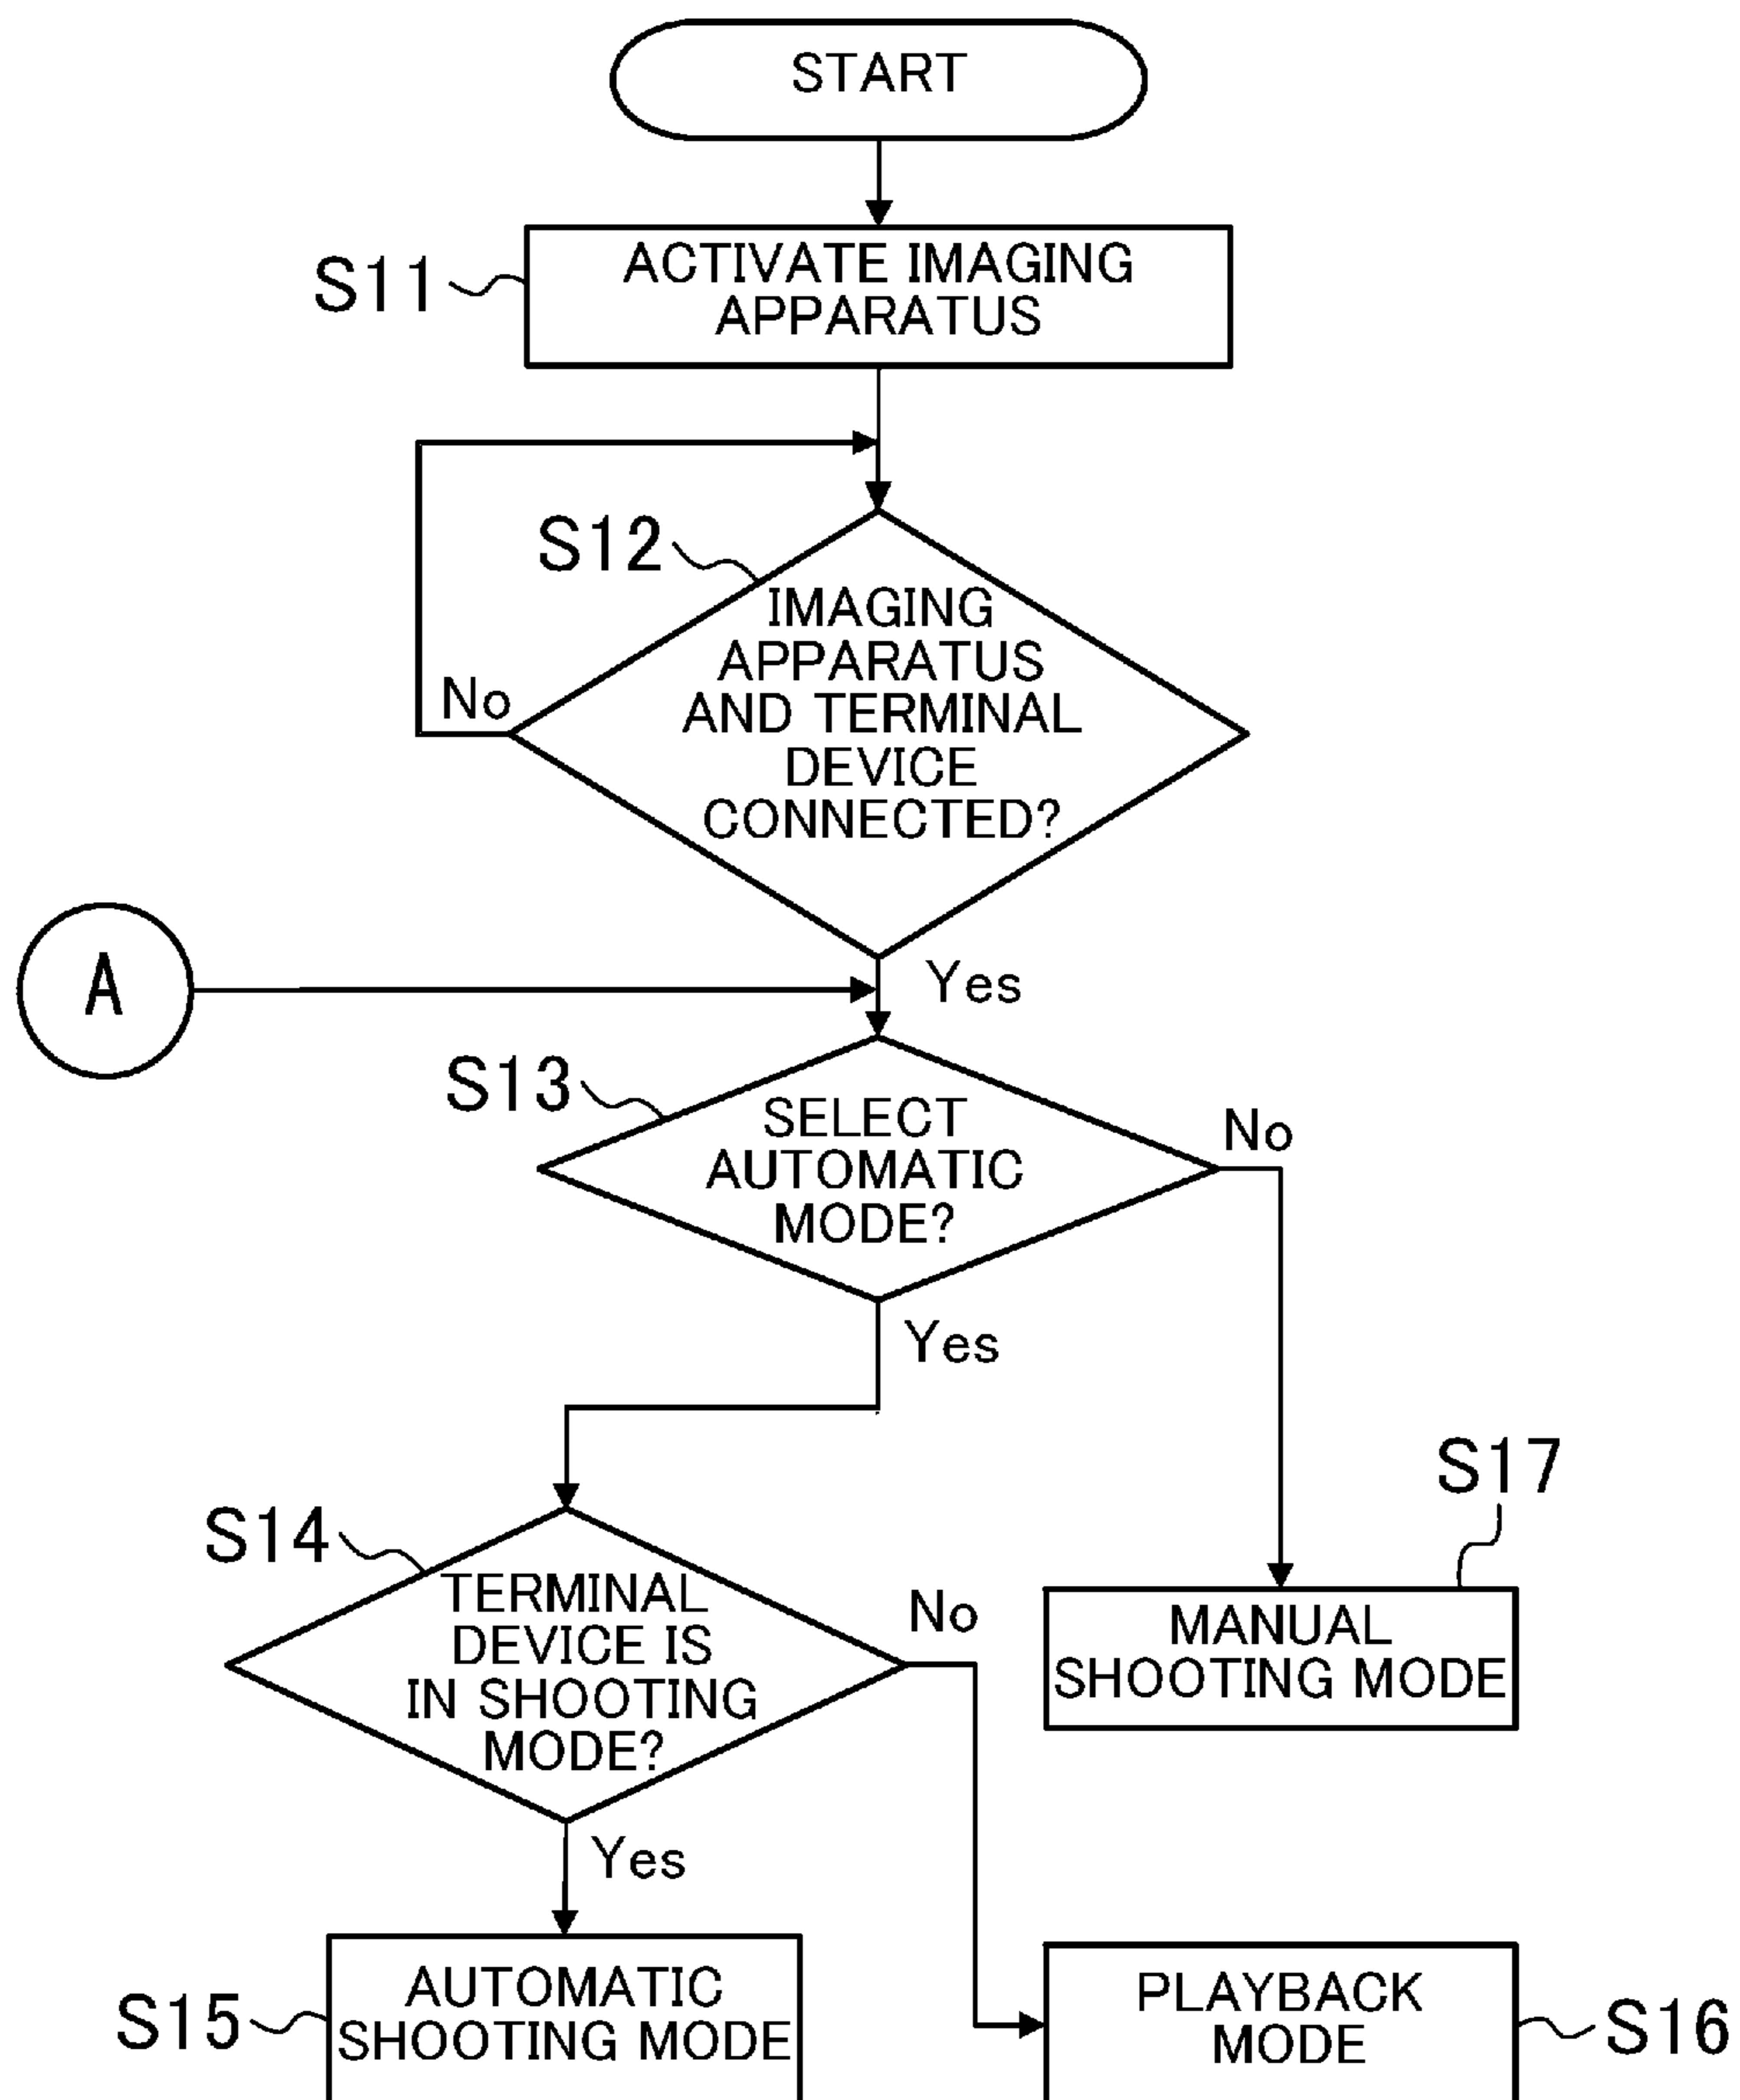 START
S11
ACTIVATE IMAGING
APPARATUS
S12
IMAGING
APPARATUS
AND TERMINAL
DEVICE
CONNECTED?
No
Yes
A
S13
SELECT
AUTOMATIC
MODE?
No
Yes
S17
MANUAL
SHOOTING MODE
S14
TERMINAL
DEVICE IS
IN SHOOTING
MODE?
No
Yes
S15
AUTOMATIC
SHOOTING MODE
PLAYBACK
MODE
S16